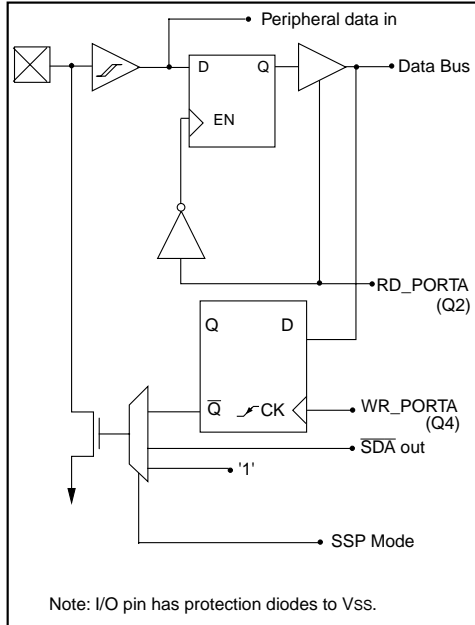 Peripheral data in
D
Q
Data Bus
EN
RD_PORTA
(Q2)
Q
D
Q
CK
WR_PORTA
(Q4)
SDA out
'1'
SSP Mode
Note: I/O pin has protection diodes to VSS.